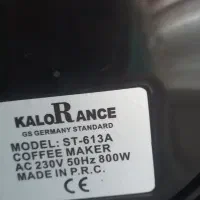 KALORANCE
GS GERMANY STANDARD
MODEL: ST-613A
COFFEE MAKER
AC 230V 50Hz 800W
MADE IN P.R.C.
CE